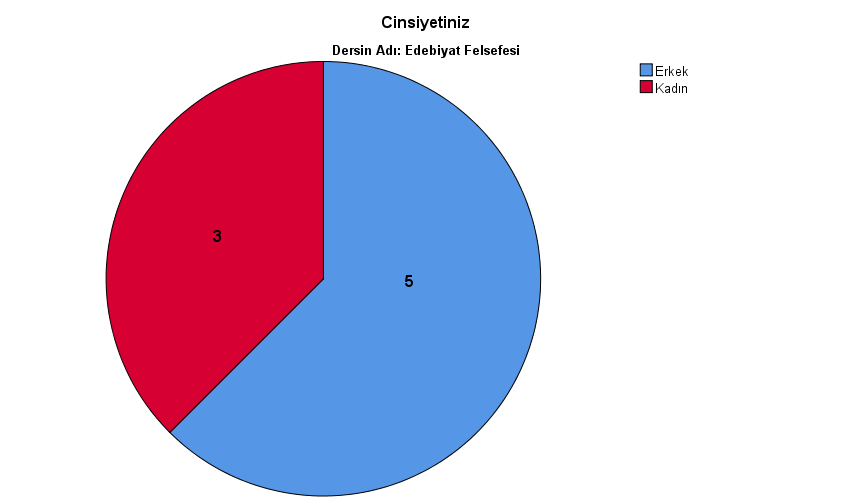 Cinsiyetiniz
Dersin Adı: Edebiyat Felsefesi
Erkek
Kadın
3
5